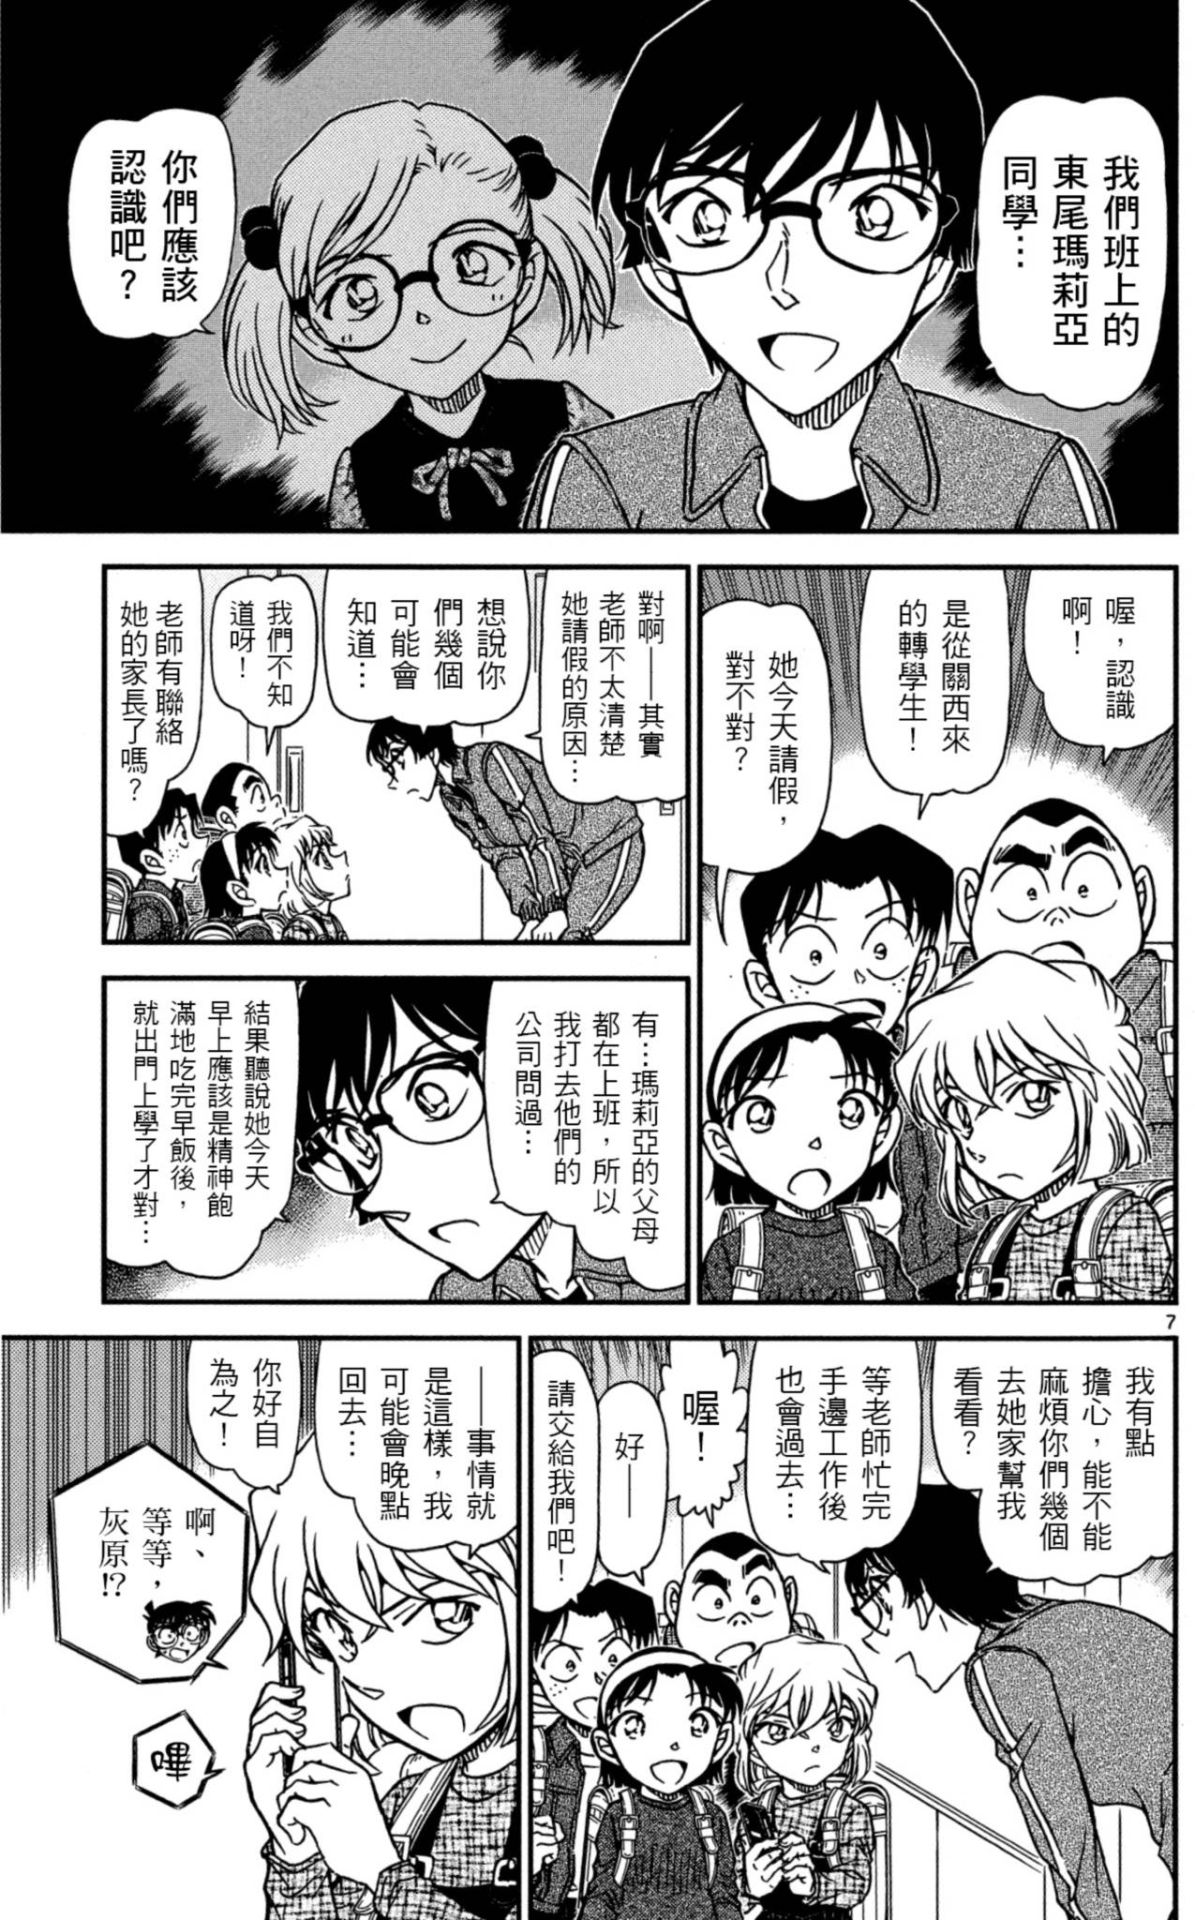 我們班上的
東尾瑪莉亞
同學…
你們應該
認識吧?
喔,認識
啊!
是從關西來
的轉學生!
她今天請假,
對不對?
對啊——其實
老師不太清楚
她請假的原因…
想說你
們幾個
可能會
知道…
我們不知
道呀!
老師有聯絡
她的家長了嗎?
有…瑪莉亞的父母
都在上班,所以
我打去他們的
公司問過…
結果聽說她今天
早上應該是精神飽
滿地吃完早飯後,
就出門上學了才對…
7
我有點
擔心,能不能
麻煩你們幾個
去她家幫我
看看?
等老師忙完
手邊工作後
也會過去…
喔!
好——
請交給我們吧!
——事情就
是這樣,我
可能會晚點
回去…
你好自
為之!
啊、
等等,
灰原!?
嗶